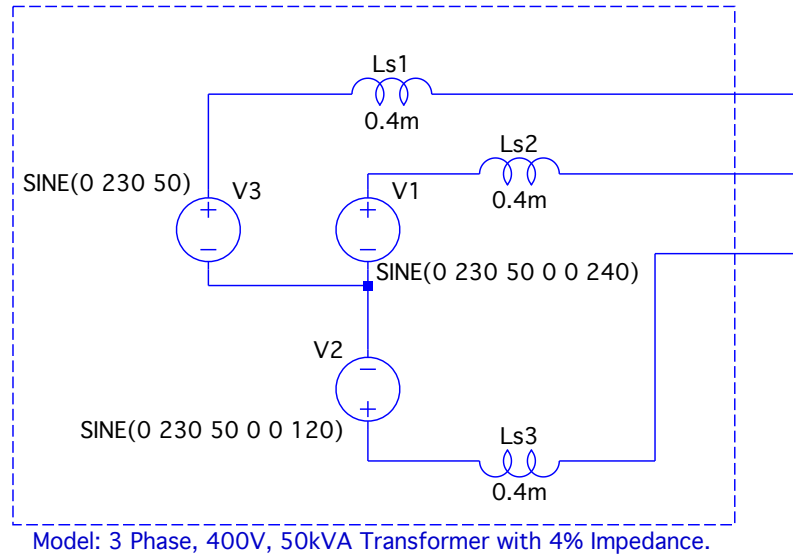 Ls1
0.4m
Ls2
0.4m
SINE(0 230 50)
+
V3
−
+
V1
−
SINE(0 230 50 0 0 240)
V2
−
+
SINE(0 230 50 0 0 120)
Ls3
0.4m
Model: 3 Phase, 400V, 50kVA Transformer with 4% Impedance.